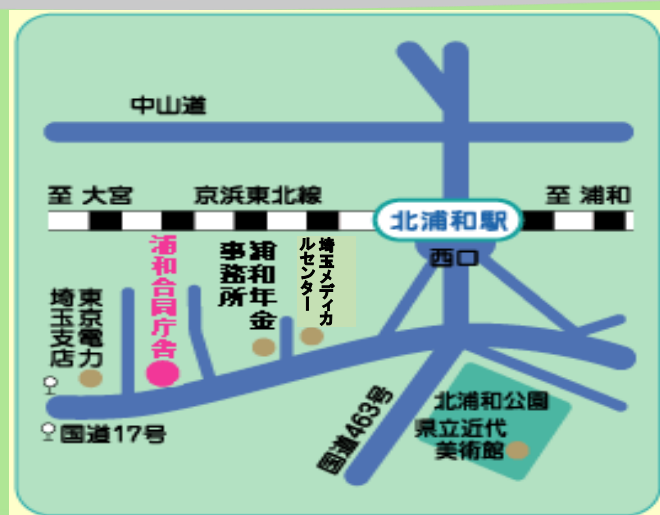 中山道
至 大宮
京浜東北線
至 浦和
北浦和駅
西口
埼玉メディカ
ルセンター
浦和年金
事務所
浦和合同庁舎
東京電力
埼玉支店
国道17号
国道463号
北浦和公園
県立近代
美術館